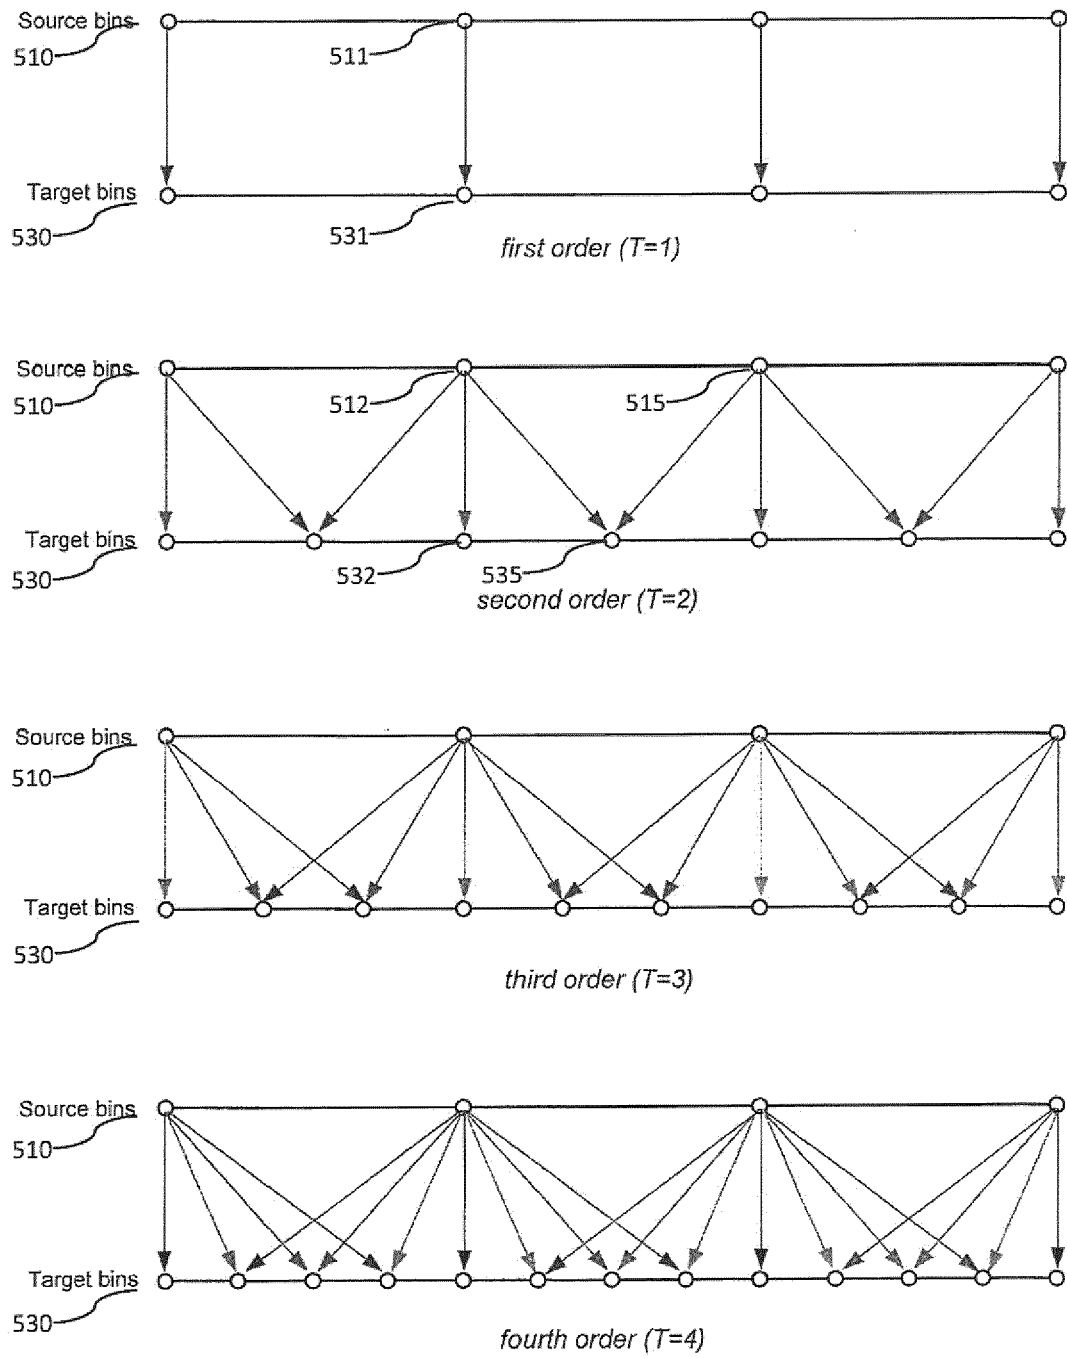 Source bins
510
511
Target bins
530
531
first order (T=1)
Source bins
510
512
515
Target bins
530
532
535
second order (T=2)
Source bins
510
Target bins
530
third order (T=3)
Source bins
510
Target bins
530
fourth order (T=4)